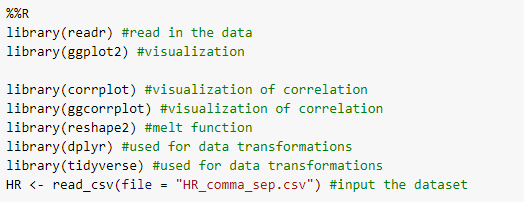 %%R
library(readr) #read in the data
library(ggplot2) #visualization
library(corrplot) #visualization of correlation
library(ggcorrplot) #visualization of correlation
library(reshape2) #melt function
library(dplyr) #used for data transformations
library(tidyverse) #used for data transformations
HR <- read_csv(file = "HR_comma_sep.csv") #input the dataset